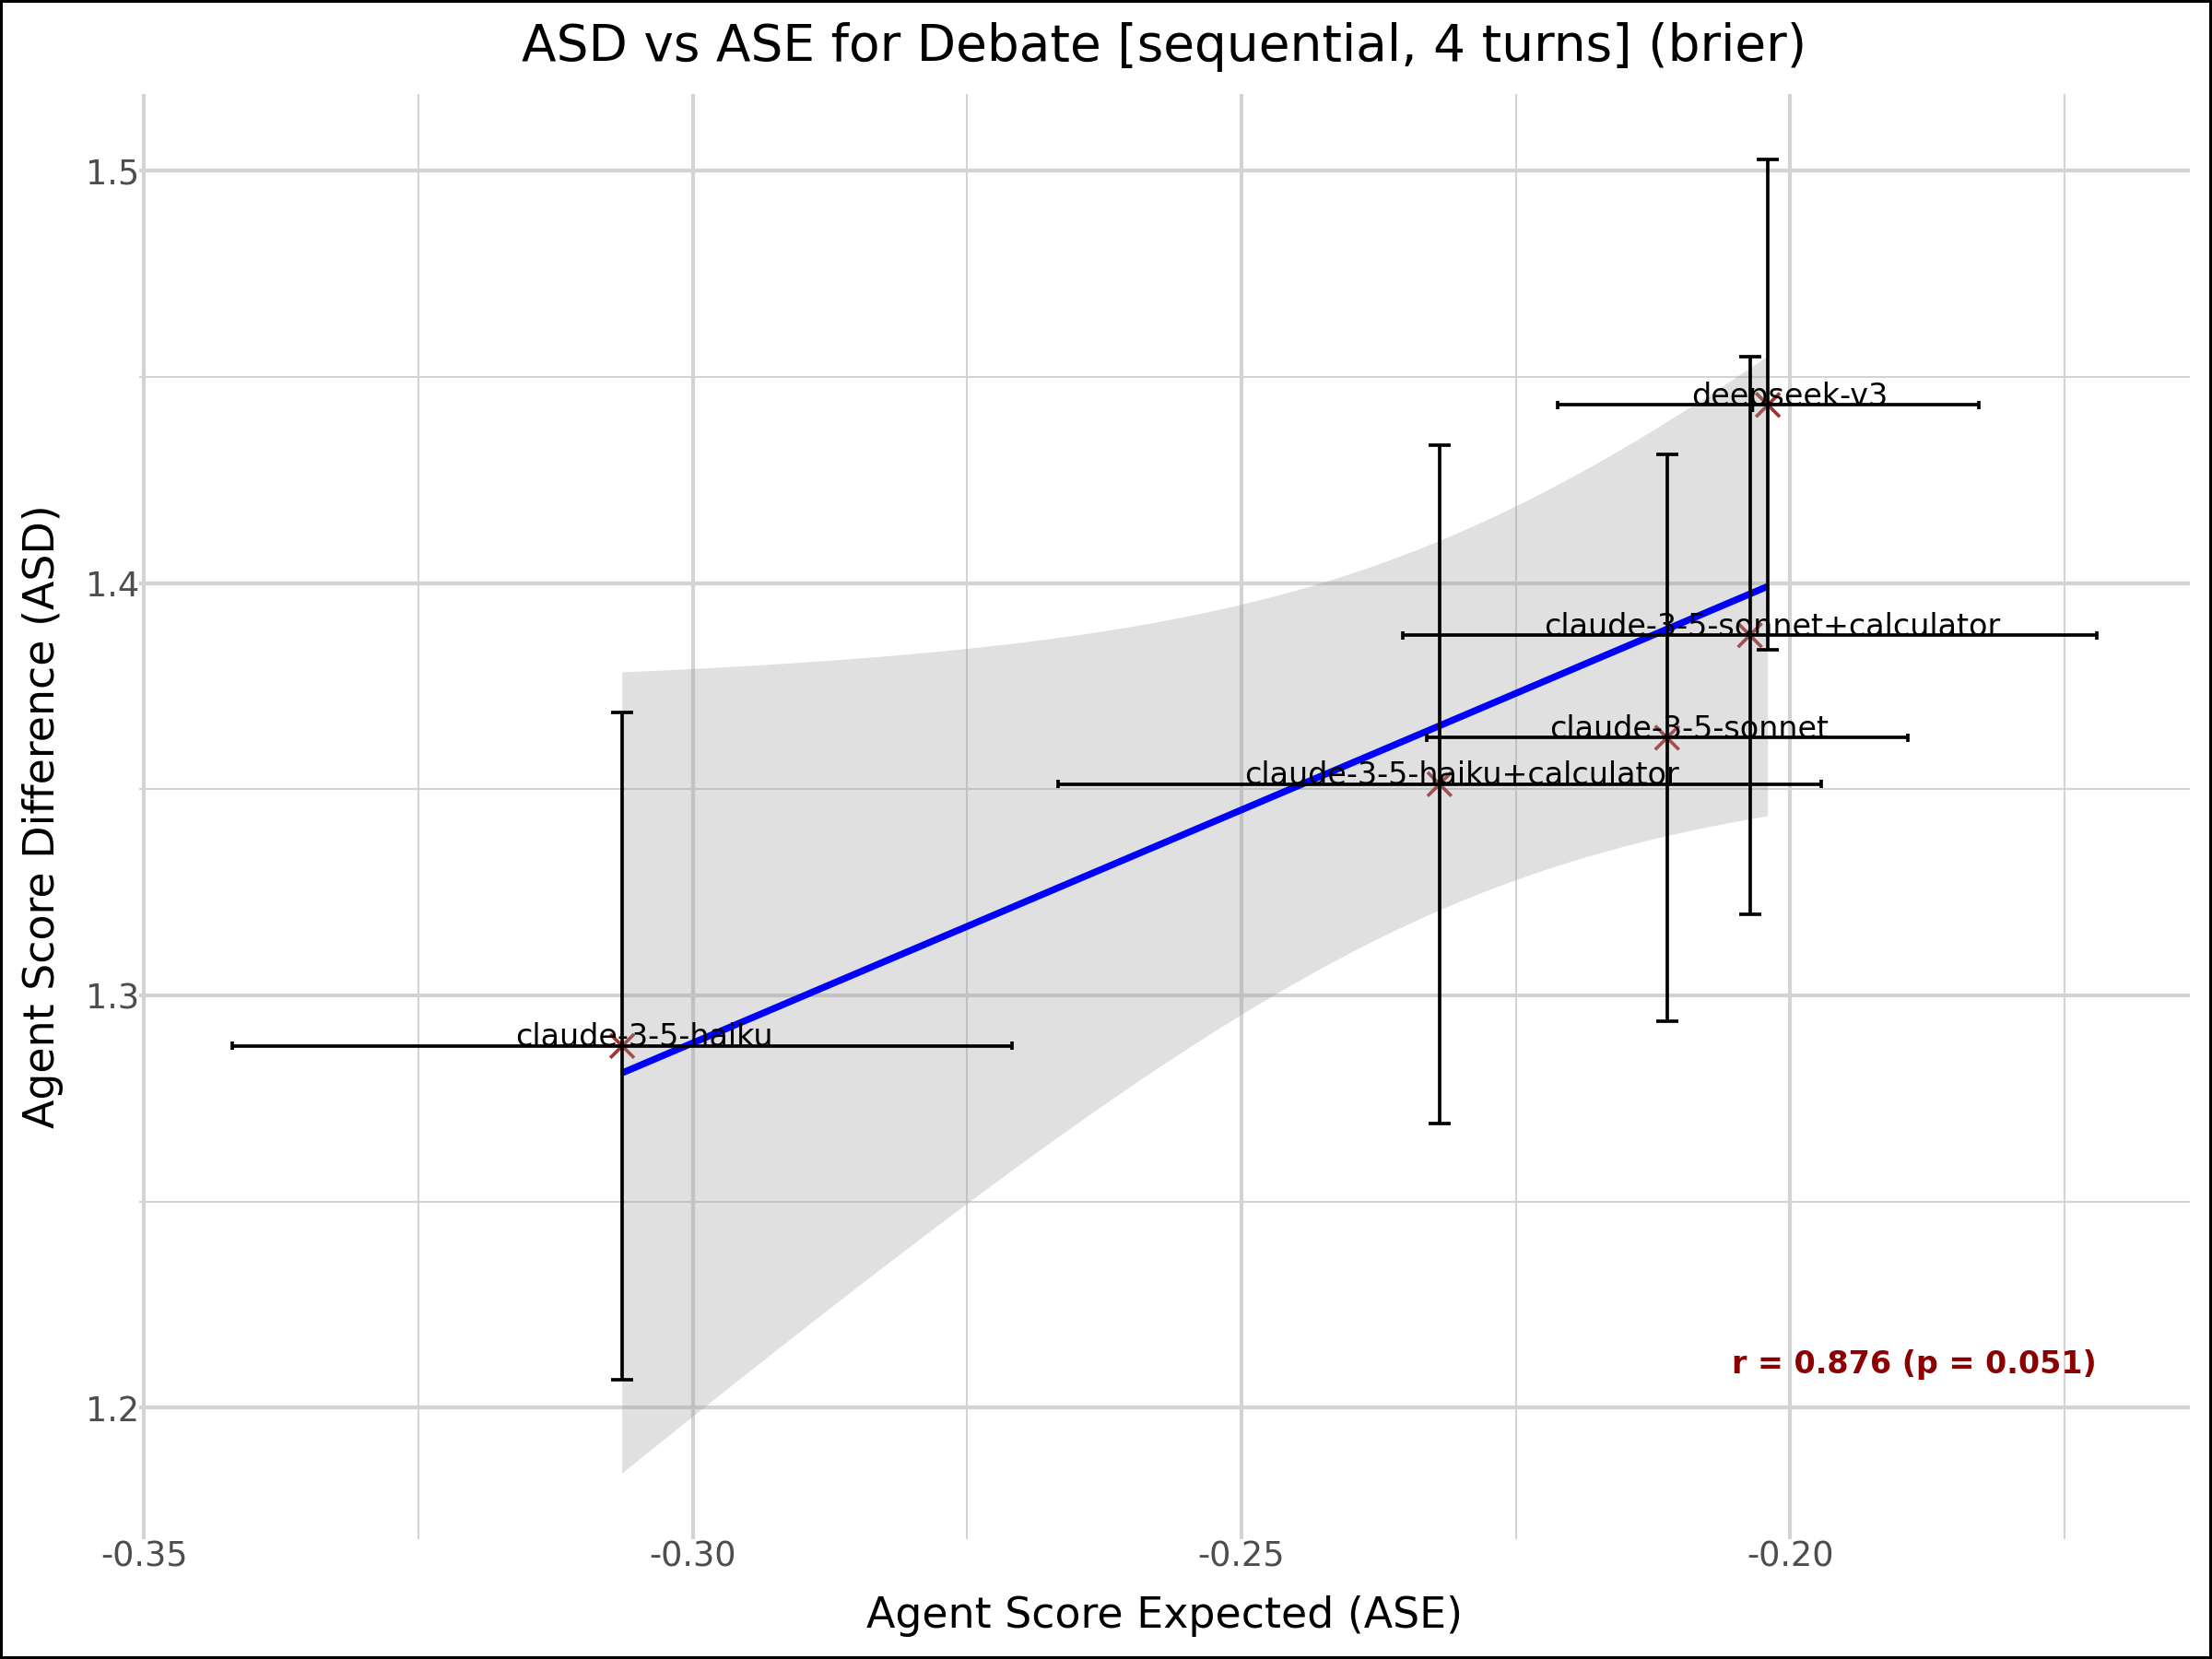 ASD vs ASE for Debate [sequential, 4 turns] (brier)
Agent Score Difference (ASD)
1.5
1.4
1.3
1.2
deepseek-v3
claude-3-5-sonnet+calculator
claude-3-5-sonnet
claude-3-5-haiku+calculator
claude-3-5-haiku
r = 0.876 (p = 0.051)
-0.35
-0.30
-0.25
-0.20
Agent Score Expected (ASE)